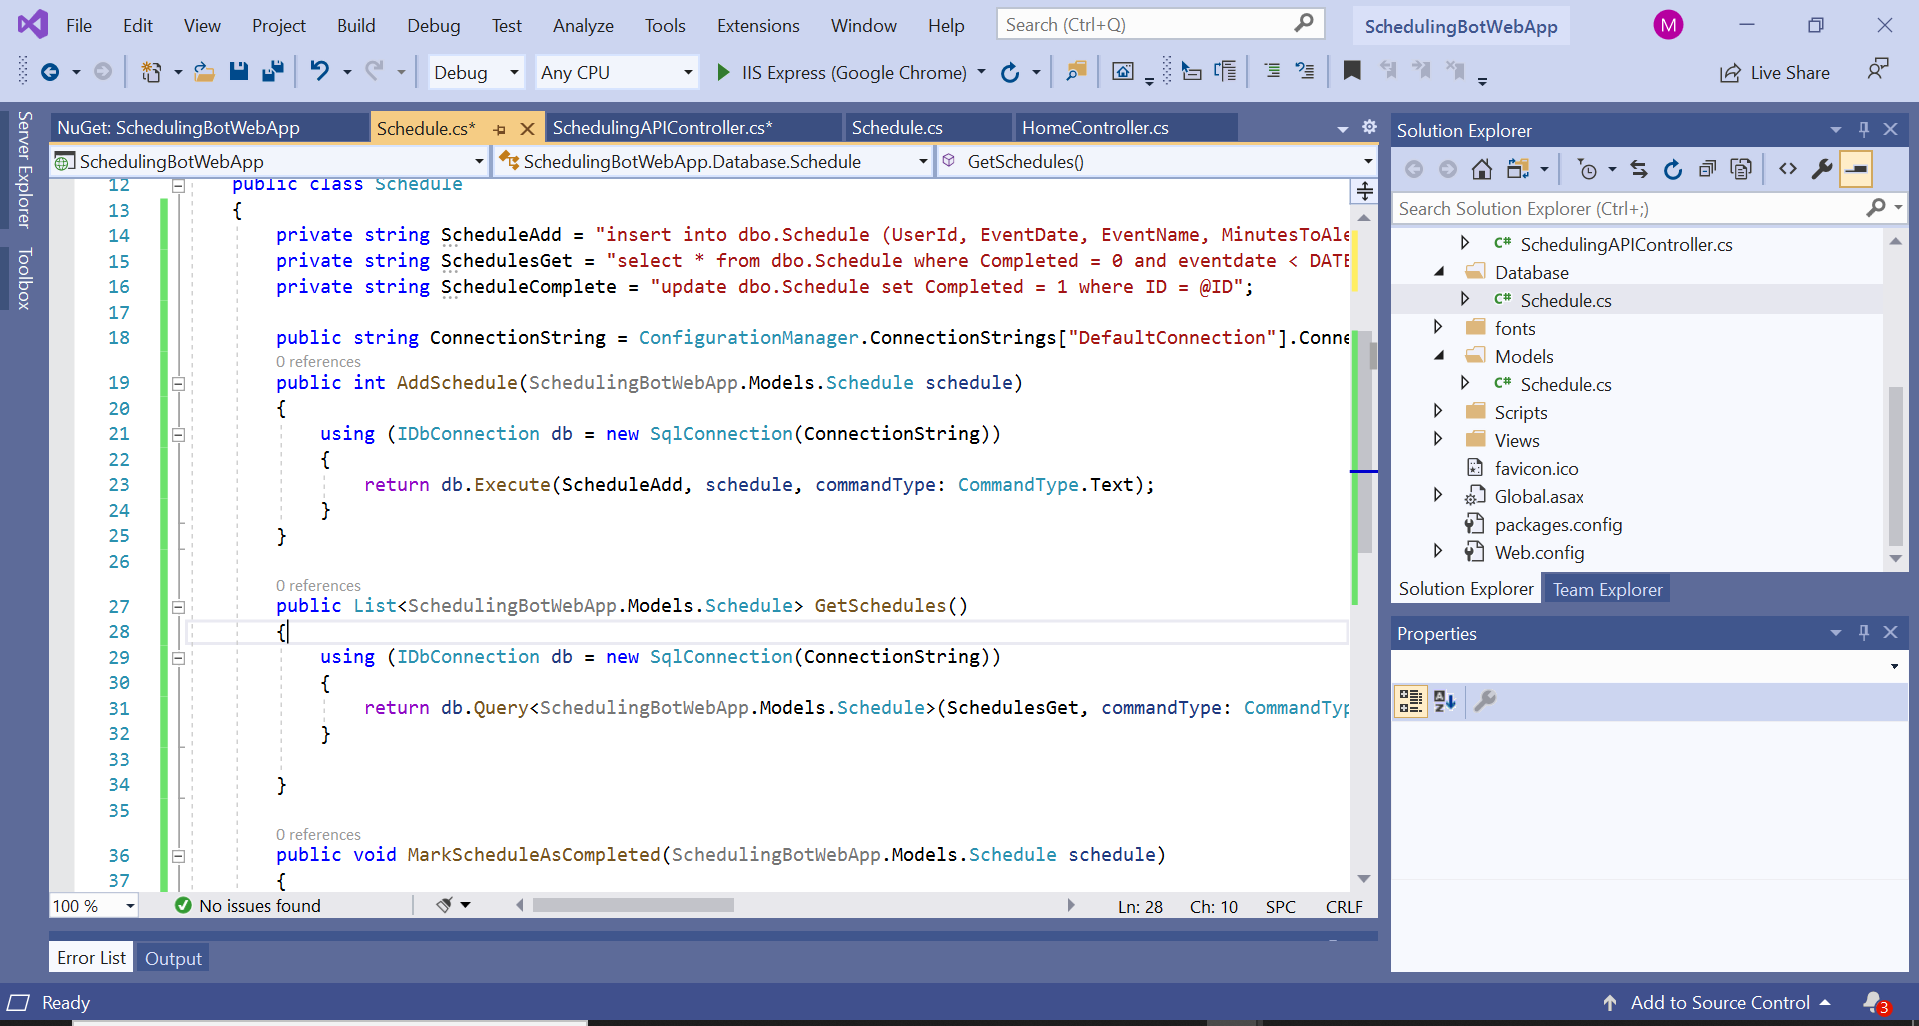 File Edit View Project Build Debug Test Analyze Tools Extensions Window Help Search (Ctrl+Q) SchedulingBotWebApp M
Debug Any CPU IIS Express (Google Chrome) Live Share
Server Explorer
Toolbox
NuGet: SchedulingBotWebApp Schedule.cs* SchedulingAPIController.cs* Schedule.cs HomeController.cs
SchedulingBotWebApp SchedulingBotWebApp.Database.Schedule GetSchedules()
12 public class Schedule
13 {
14 private string ScheduleAdd = "insert into dbo.Schedule (UserId, EventDate, EventName, MinutesToAle
15 private string SchedulesGet = "select * from dbo.Schedule where Completed = 0 and eventdate < DATE
16 private string ScheduleComplete = "update dbo.Schedule set Completed = 1 where ID = @ID";
17
18 public string ConnectionString = ConfigurationManager.ConnectionStrings["DefaultConnection"].Conne
0 references
19 public int AddSchedule(SchedulingBotWebApp.Models.Schedule schedule)
20 {
21 using (IDbConnection db = new SqlConnection(ConnectionString))
22 {
23 return db.Execute(ScheduleAdd, schedule, commandType: CommandType.Text);
24 }
25 }
26
0 references
27 public List<SchedulingBotWebApp.Models.Schedule> GetSchedules()
28 {
29 using (IDbConnection db = new SqlConnection(ConnectionString))
30 {
31 return db.Query<SchedulingBotWebApp.Models.Schedule>(SchedulesGet, commandType: CommandTyp
32 }
33
34 }
35
0 references
36 public void MarkScheduleAsCompleted(SchedulingBotWebApp.Models.Schedule schedule)
37 {
100 % No issues found Ln: 28 Ch: 10 SPC CRLF
Error List Output
Solution Explorer
Search Solution Explorer (Ctrl+;)
C# SchedulingAPIController.cs
Database
C# Schedule.cs
fonts
Models
C# Schedule.cs
Scripts
Views
favicon.ico
Global.asax
packages.config
Web.config
Solution Explorer Team Explorer
Properties
Ready Add to Source Control 3